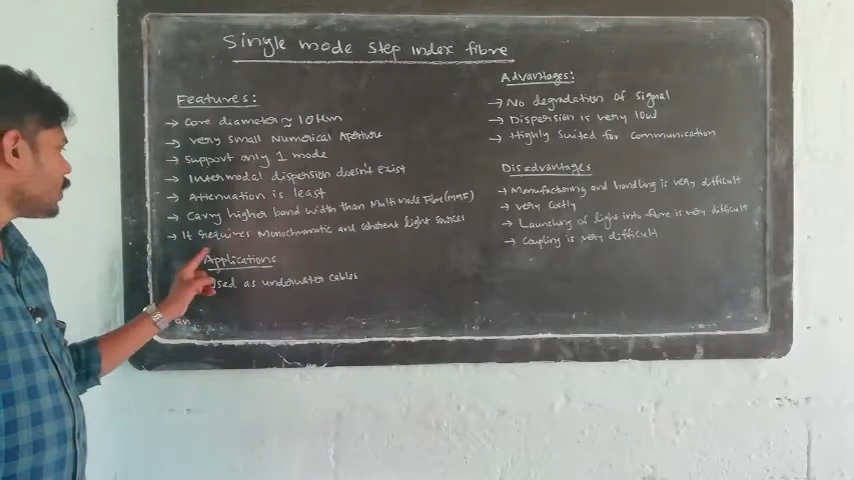 Single mode step index fibre
Features:
→ Core diameter ≈ 10 µm
→ Very small Numerical Aperture
→ Support only 1 mode
→ Intermodal dispersion doesn't exist
→ Attenuation is least
→ Carry higher band width than Multi Mode Fibre (MMF)
→ It requires Monochromatic and coherent light sources
Applications
used as underwater cables
Advantages:
→ No degradation of signal
→ Dispersion is very low
→ Highly suited for communication
Disadvantages
→ Manufacturing and handling is very difficult
→ very costly
→ Launching of light into fibre is very difficult
→ Coupling is very difficult